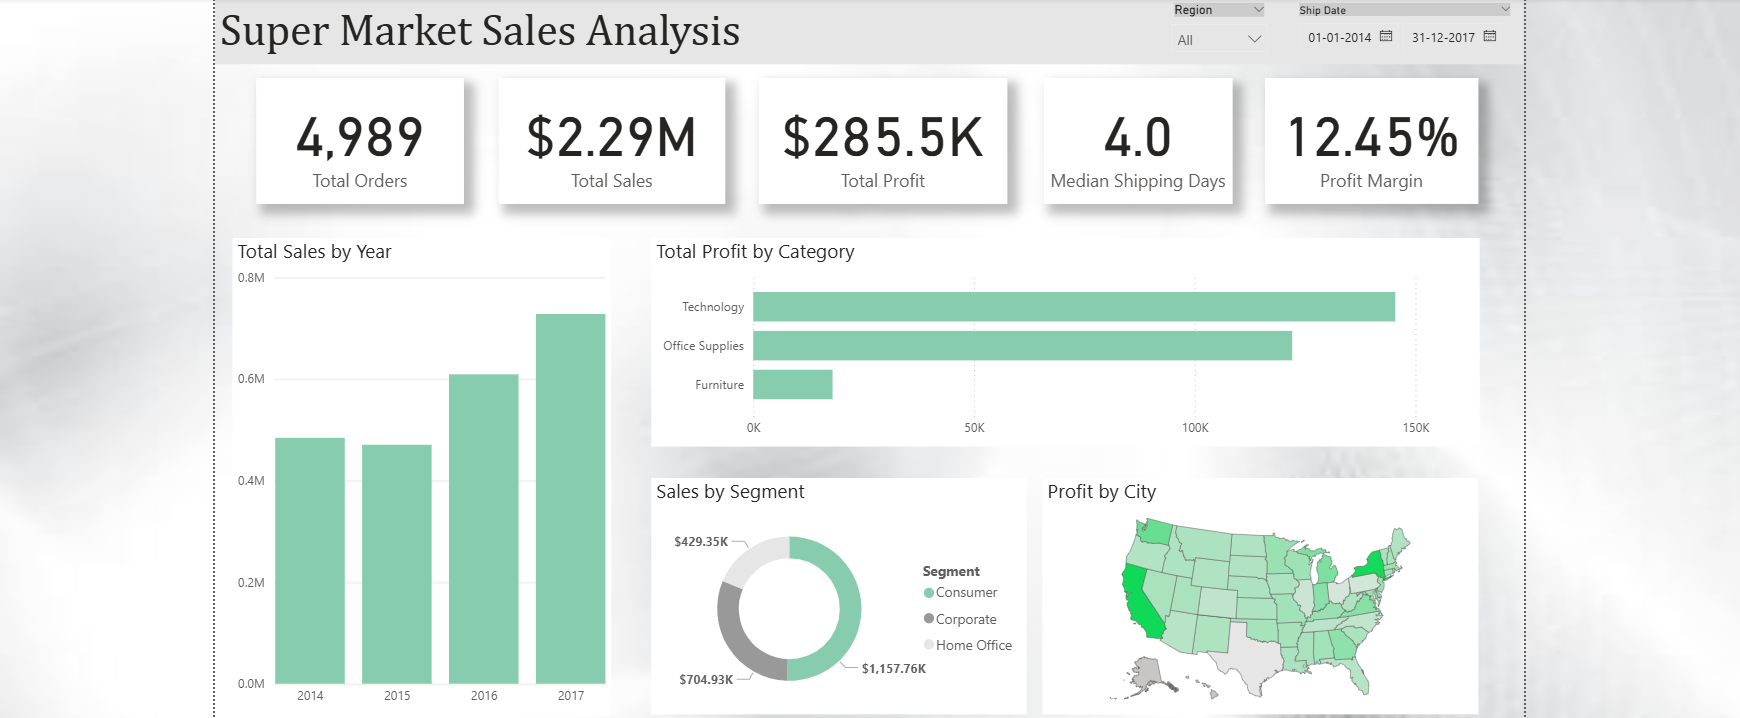 Super Market Sales Analysis
Region
All
Ship Date
01-01-2014
31-12-2017
4,989
Total Orders
$2.29M
Total Sales
$285.5K
Total Profit
4.0
Median Shipping Days
12.45%
Profit Margin
Total Sales by Year
0.8M
0.6M
0.4M
0.2M
0.0M
2014
2015
2016
2017
Total Profit by Category
Technology
Office Supplies
Furniture
0K
50K
100K
150K
Sales by Segment
$429.35K
$704.93K
$1,157.76K
Segment
Consumer
Corporate
Home Office
Profit by City